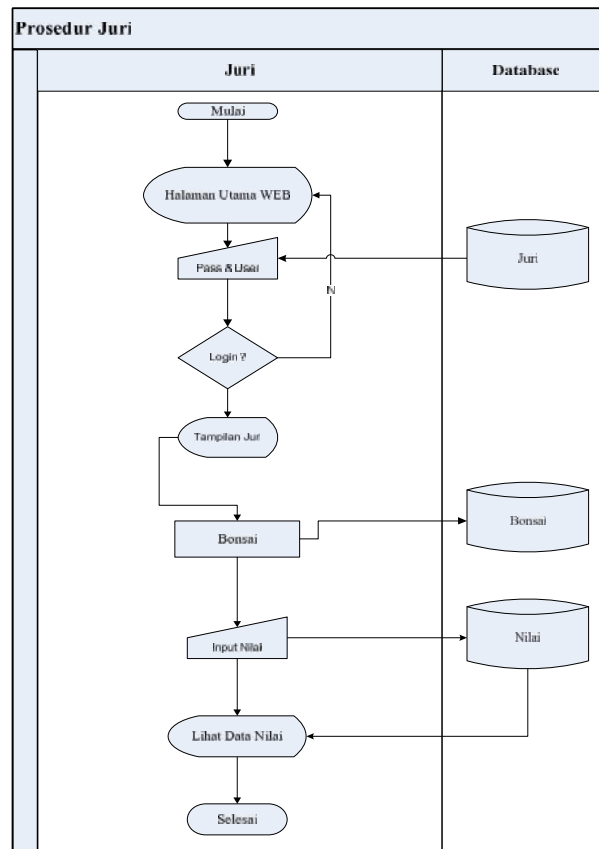 Prosedur Juri
Juri
Database
Mulai
Halaman Utama WEB
Pass & User
Juri
N
Login ?
Tampilan Juri
Bonsai
Bonsai
Input Nilai
Nilai
Lihat Data Nilai
Selesai